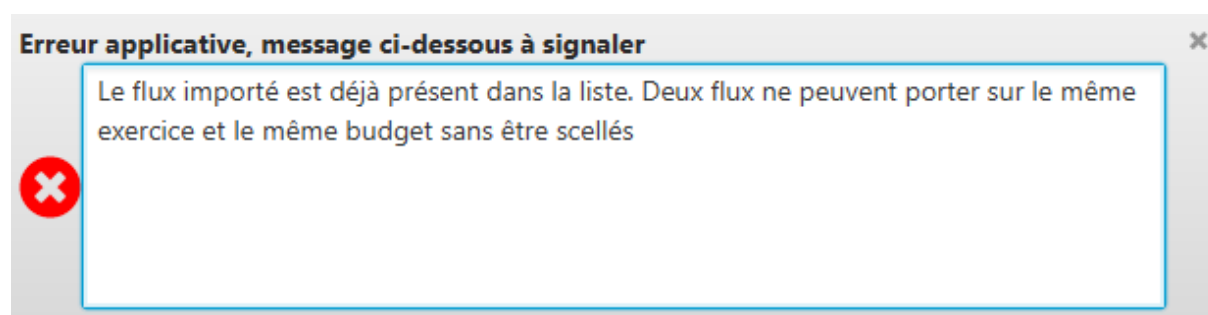 Erreur applicative, message ci-dessous à signaler
Le flux importé est déjà présent dans la liste. Deux flux ne peuvent porter sur le même
exercice et le même budget sans être scellés